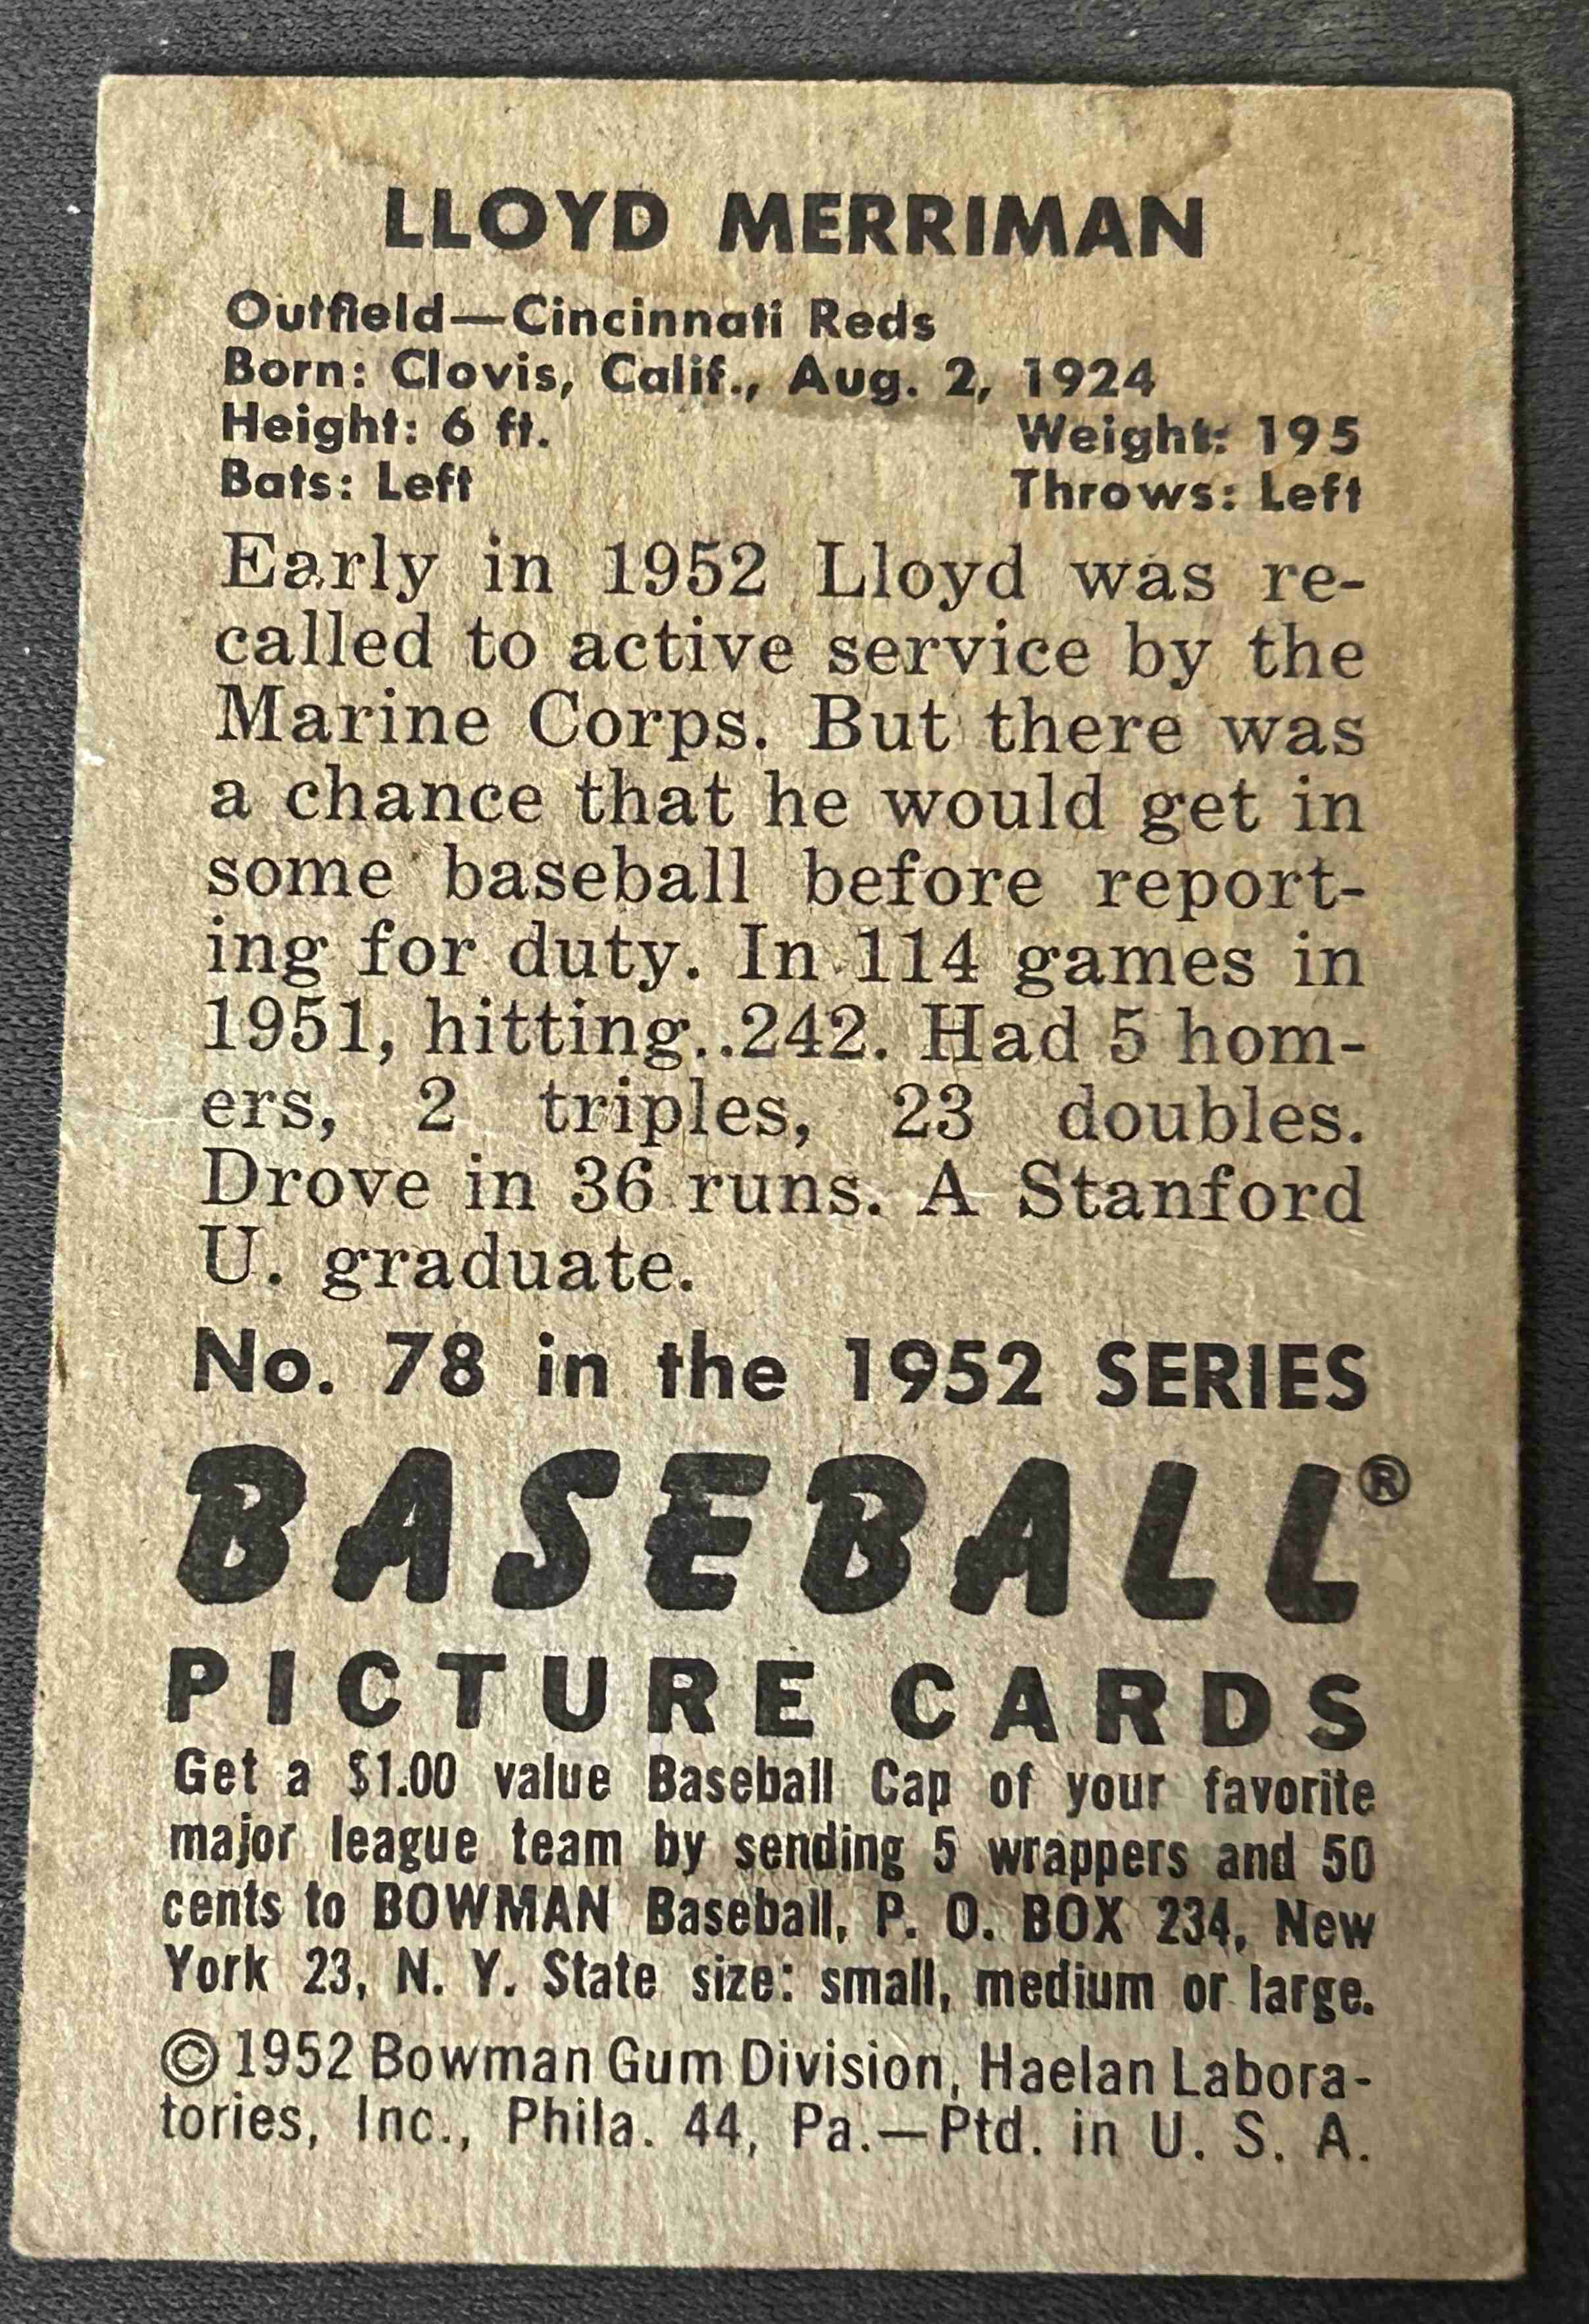 LLOYD MERRIMAN
Outfield—Cincinnati Reds
Born: Clovis, Calif., Aug. 2, 1924
Height: 6 ft. Weight: 195
Bats: Left Throws: Left
Early in 1952 Lloyd was re-
called to active service by the
Marine Corps. But there was
a chance that he would get in
some baseball before report-
ing for duty. In 114 games in
1951, hitting..242. Had 5 hom-
ers, 2 triples, 23 doubles.
Drove in 36 runs. A Stanford
U. graduate.
No. 78 in the 1952 SERIES
BASEBALL®
PICTURE CARDS
Get a $1.00 value Baseball Cap of your favorite
major league team by sending 5 wrappers and 50
cents to BOWMAN Baseball, P. O. BOX 234, New
York 23, N. Y. State size: small, medium or large.
© 1952 Bowman Gum Division, Haelan Labora-
tories, Inc., Phila. 44, Pa.—Ptd. in U. S. A.